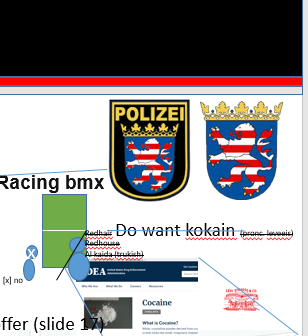 POLIZEI
Racing bmx
Redhair Do want kokain (pronc. leveeis)
Redhouse
Al kaida (trukish)
X
[x] no
DEA
Cocaine
What is Cocaine?
ffer (slide 17)